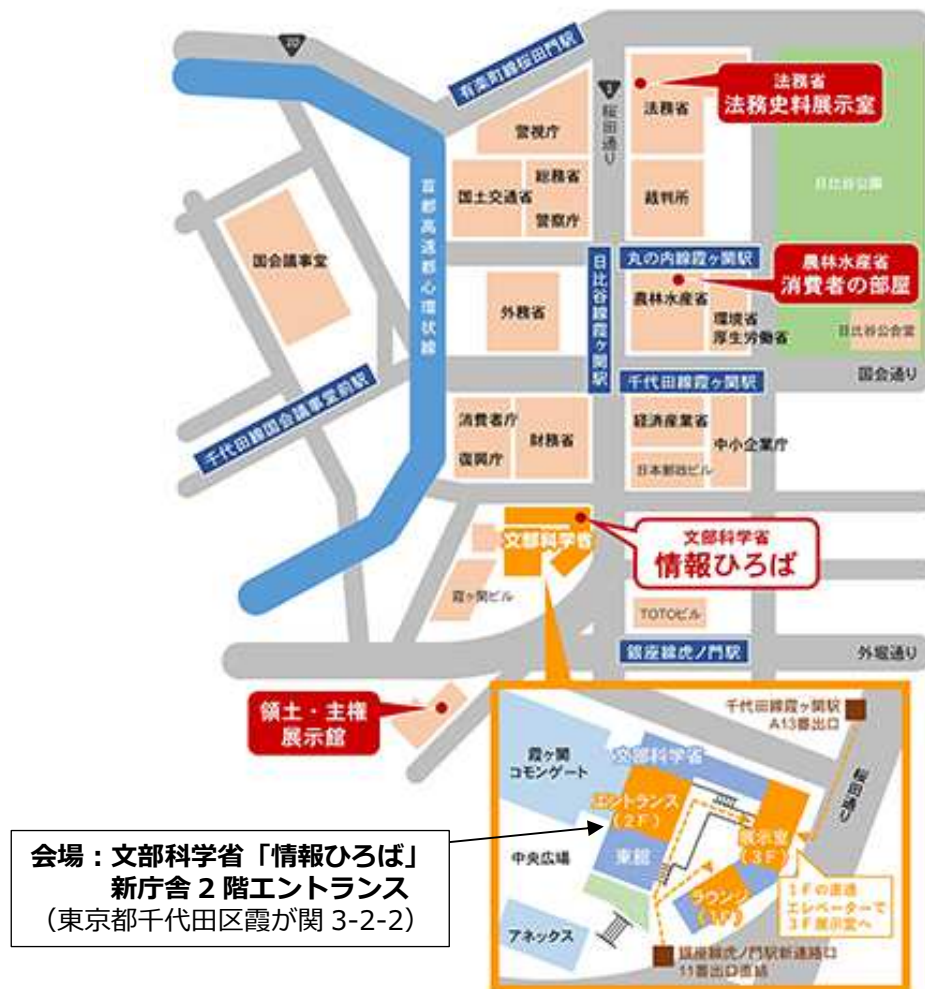 20
有楽町線桜田門駅
1
桜田通り
法務省
法務省
法務史料展示室
警視庁
総務省
国土交通省
警察庁
裁判所
日比谷公園
首都高速都心環状線
国会議事堂
日比谷線霞ヶ関駅
丸の内線霞ヶ関駅
農林水産省
消費者の部屋
農林水産省
外務省
環境省
厚生労働省
日比谷公会堂
千代田線霞ヶ関駅
国会通り
千代田線国会議事堂前駅
消費者庁
復興庁
財務省
経済産業省
中小企業庁
日本郵政ビル
文部科学省
文部科学省
情報ひろば
霞ヶ関ビル
TOTOビル
銀座線虎ノ門駅
外堀通り
領土・主権
展示館
千代田線霞ヶ関駅
A13番出口
霞ヶ関
コモンゲート
文部科学省
桜田通り
エントランス
(2F)
展示室
(3F)
中央広場
東館
ラウンジ
1Fの直通
エレベーターで
3F展示室へ
アネックス
銀座線虎ノ門駅新連絡口
11番出口直結
会場：文部科学省「情報ひろば」
新庁舎2階エントランス
（東京都千代田区霞が関 3-2-2）